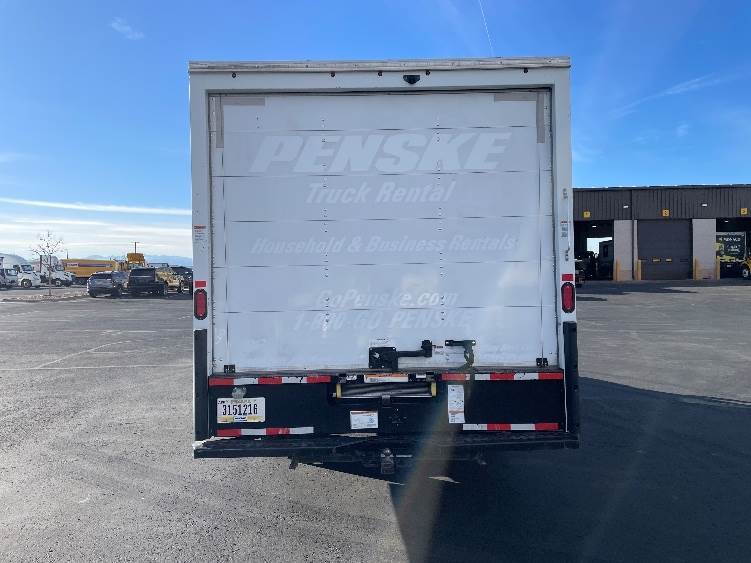 PENSKE
Truck Rental
Household & Business Rentals
GoPenske.com
1-800-GO-PENSKE
3151216